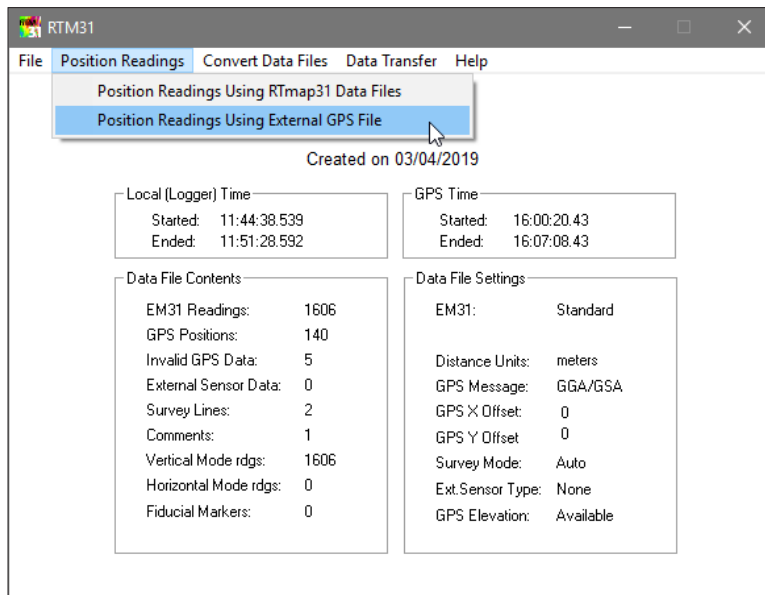 RTM31
File Position Readings Convert Data Files Data Transfer Help
Position Readings Using RTmap31 Data Files
Position Readings Using External GPS File
Created on 03/04/2019
Local (Logger) Time
Started: 11:44:38.539
Ended: 11:51:28.592
GPS Time
Started: 16:00:20.43
Ended: 16:07:08.43
Data File Contents
EM31 Readings: 1606
GPS Positions: 140
Invalid GPS Data: 5
External Sensor Data: 0
Survey Lines: 2
Comments: 1
Vertical Mode rdgs: 1606
Horizontal Mode rdgs: 0
Fiducial Markers: 0
Data File Settings
EM31: Standard
Distance Units: meters
GPS Message: GGA/GSA
GPS X Offset: 0
GPS Y Offset 0
Survey Mode: Auto
Ext.Sensor Type: None
GPS Elevation: Available